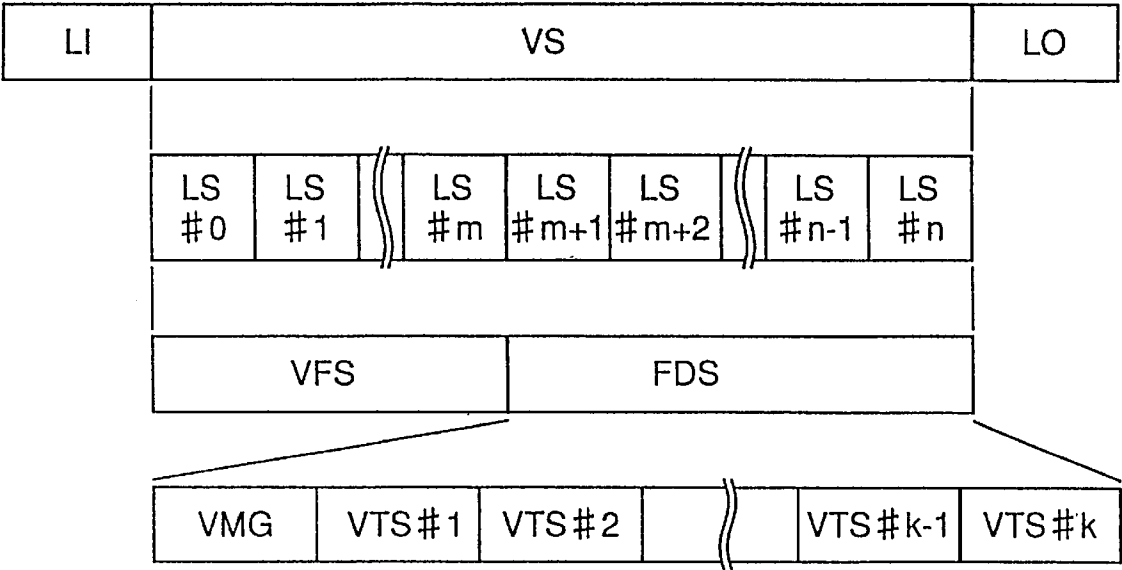 LI VS LO
LS LS LS LS LS LS LS
#0 #1 #m #m+1 #m+2 #n-1 #n
VFS FDS
VMG VTS#1 VTS#2 VTS#k-1 VTS#k